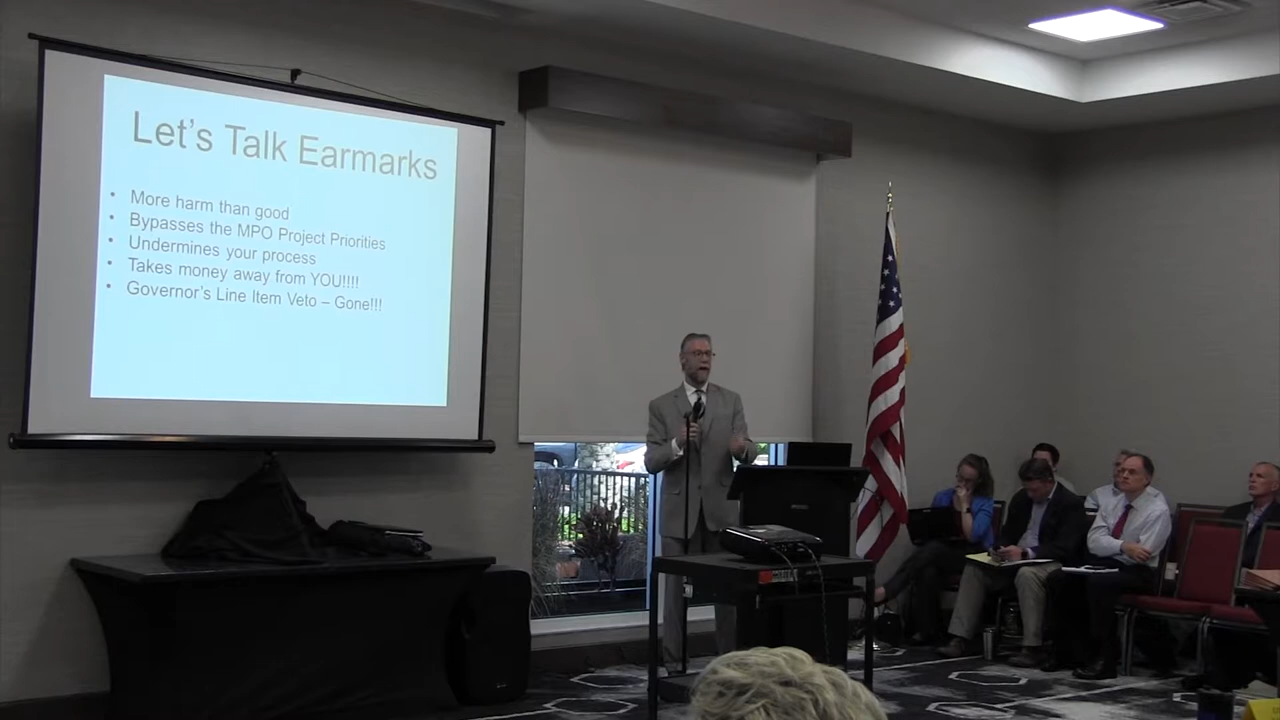 Let's Talk Earmarks
• More harm than good
• Bypasses the MPO Project Priorities
• Undermines your process
• Takes money away from YOU!!!!
• Governor's Line Item Veto – Gone!!!